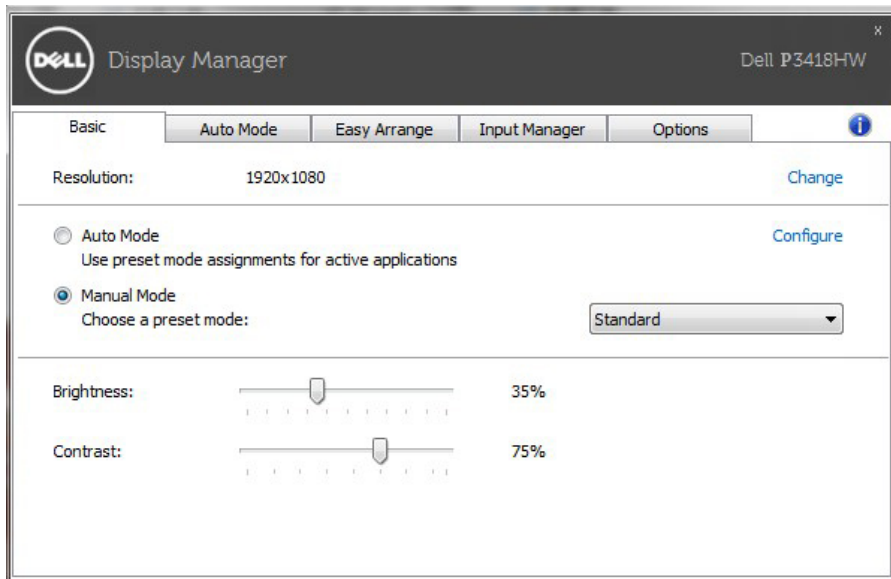 x
DELL Display Manager Dell P3418HW
Basic Auto Mode Easy Arrange Input Manager Options i
Resolution: 1920x1080 Change
Auto Mode Configure
Use preset mode assignments for active applications
Manual Mode
Choose a preset mode: Standard
Brightness: 35%
Contrast: 75%